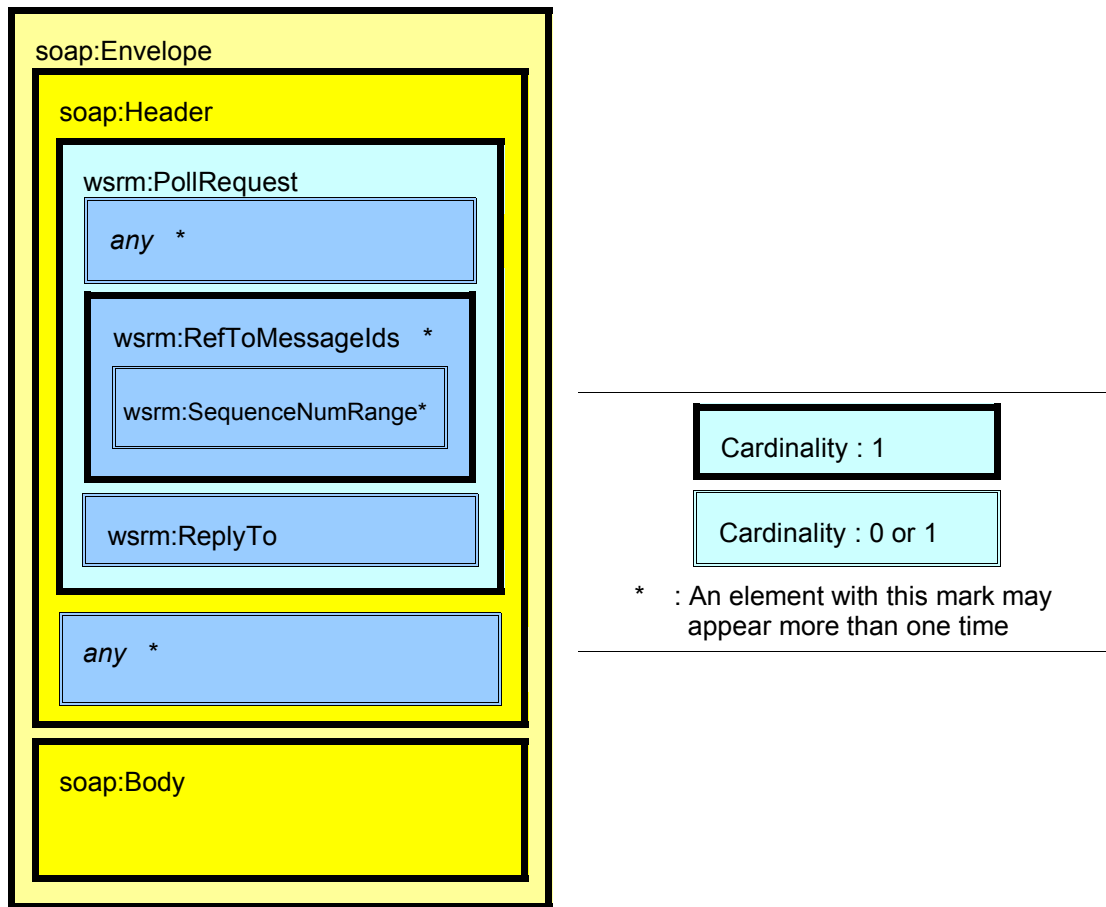 soap:Envelope
soap:Header
wsrm:PollRequest
any *
wsrm:RefToMessageIds *
wsrm:SequenceNumRange*
wsrm:ReplyTo
any *
soap:Body
Cardinality : 1
Cardinality : 0 or 1
* : An element with this mark may
appear more than one time